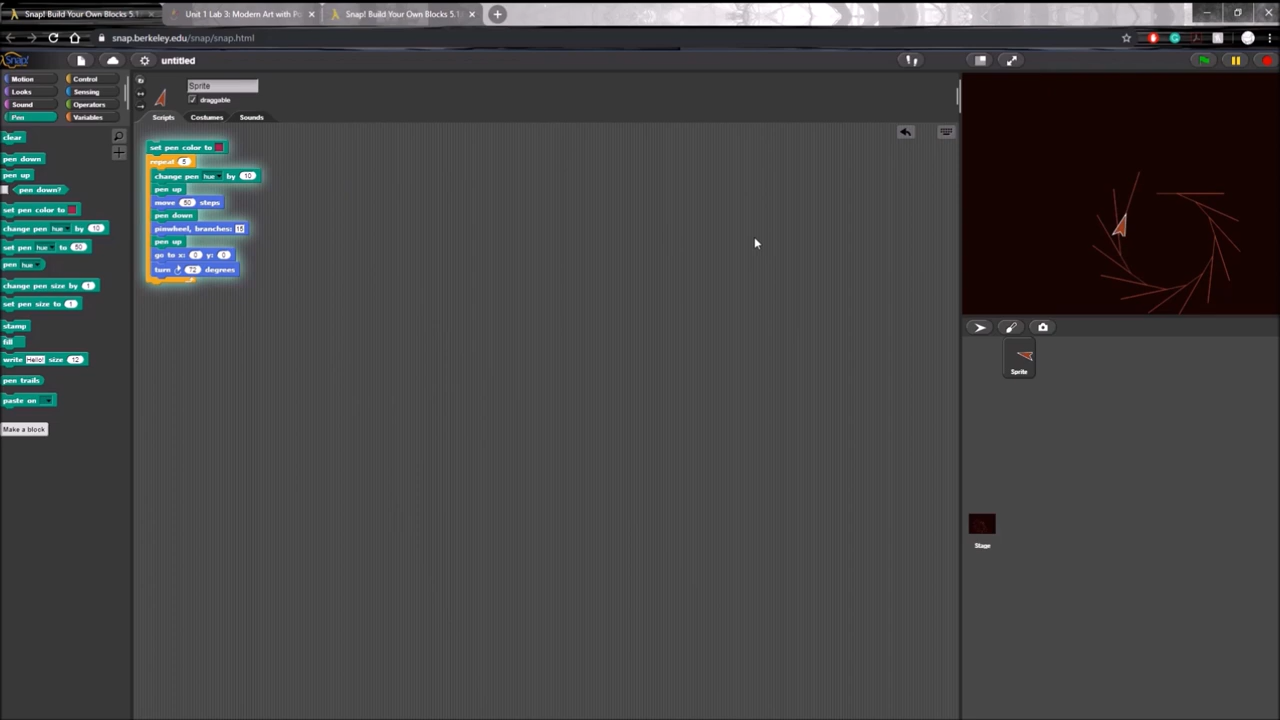 Snap! Build Your Own Blocks 5.1
Unit 1 Lab 3: Modern Art with Po
Snap! Build Your Own Blocks 5.1
snap.berkeley.edu/snap/snap.html
Snap!
untitled
Motion
Control
Looks
Sensing
Sound
Operators
Pen
Variables
Sprite
draggable
Scripts
Costumes
Sounds
clear
pen down
pen up
pen down?
set pen color to
change pen hue by 10
set pen hue to 50
pen hue
change pen size by 1
set pen size to 1
stamp
fill
write Hello! size 12
pen trails
paste on
Make a block
set pen color to
repeat 5
change pen hue by 10
pen up
move 50 steps
pen down
pinwheel, branches: 15
pen up
go to x: 0 y: 0
turn 72 degrees
Sprite
Stage